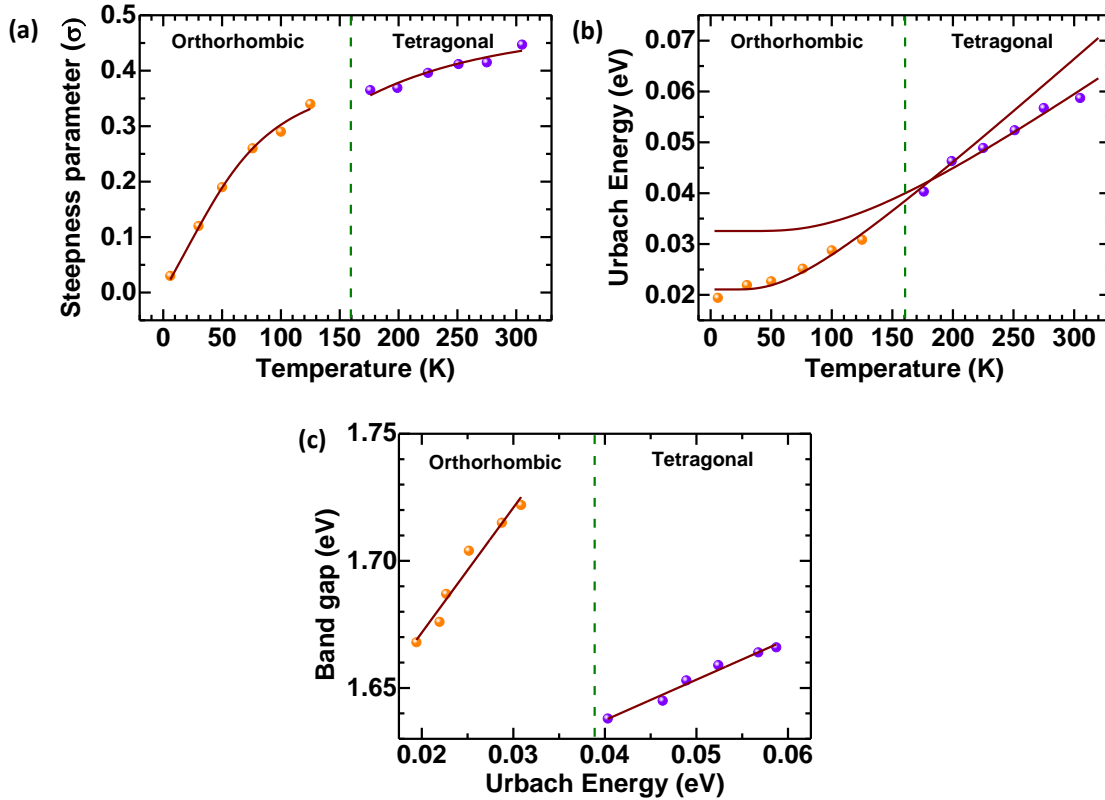 (a)
Steepness parameter (σ)
0.5
0.4
0.3
0.2
0.1
0.0
Orthorhombic
Tetragonal
0 50 100 150 200 250 300
Temperature (K)
(b)
Urbach Energy (eV)
0.07
0.06
0.05
0.04
0.03
0.02
Orthorhombic
Tetragonal
0 50 100 150 200 250 300
Temperature (K)
(c)
Band gap (eV)
1.75
1.70
1.65
Orthorhombic
Tetragonal
0.02 0.03 0.04 0.05 0.06
Urbach Energy (eV)